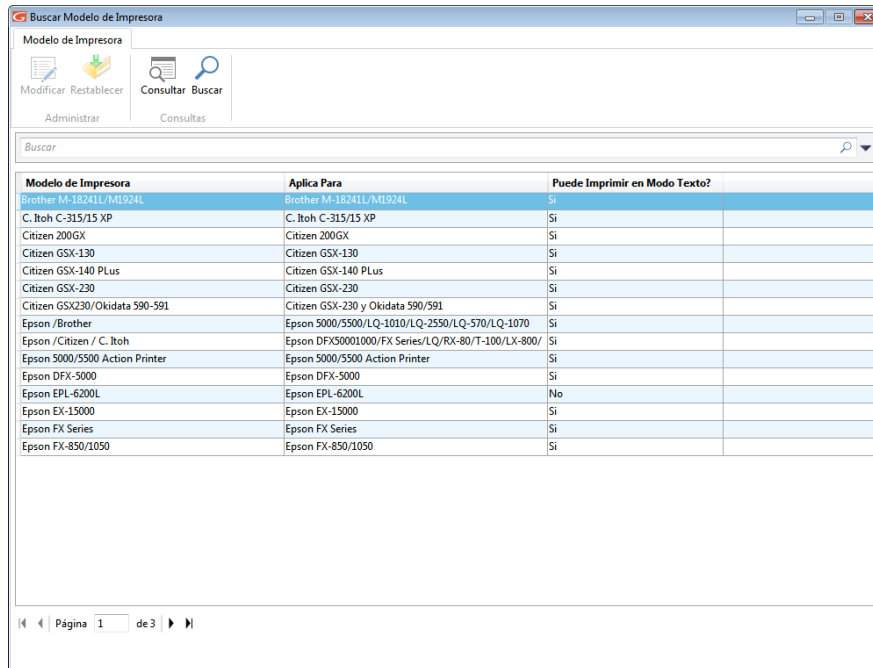 Buscar Modelo de Impresora
Modelo de Impresora
Modificar Restablecer Consultar Buscar
Administrar Consultas
Buscar
Modelo de Impresora Aplica Para Puede Imprimir en Modo Texto?
Brother M-18241L/M1924L Brother M-18241L/M1924L Si
C. Itoh C-315/15 XP C. Itoh C-315/15 XP Si
Citizen 200GX Citizen 200GX Si
Citizen GSX-130 Citizen GSX-130 Si
Citizen GSX-140 PLus Citizen GSX-140 PLus Si
Citizen GSX-230 Citizen GSX-230 Si
Citizen GSX230/Okidata 590-591 Citizen GSX-230 y Okidata 590/591 Si
Epson /Brother Epson 5000/5500/LQ-1010/LQ-2550/LQ-570/LQ-1070 Si
Epson /Citizen / C. Itoh Epson DFX50001000/FX Series/LQ/RX-80/T-100/LX-800/ Si
Epson 5000/5500 Action Printer Epson 5000/5500 Action Printer Si
Epson DFX-5000 Epson DFX-5000 Si
Epson EPL-6200L Epson EPL-6200L No
Epson EX-15000 Epson EX-15000 Si
Epson FX Series Epson FX Series Si
Epson FX-850/1050 Epson FX-850/1050 Si
Página 1 de 3